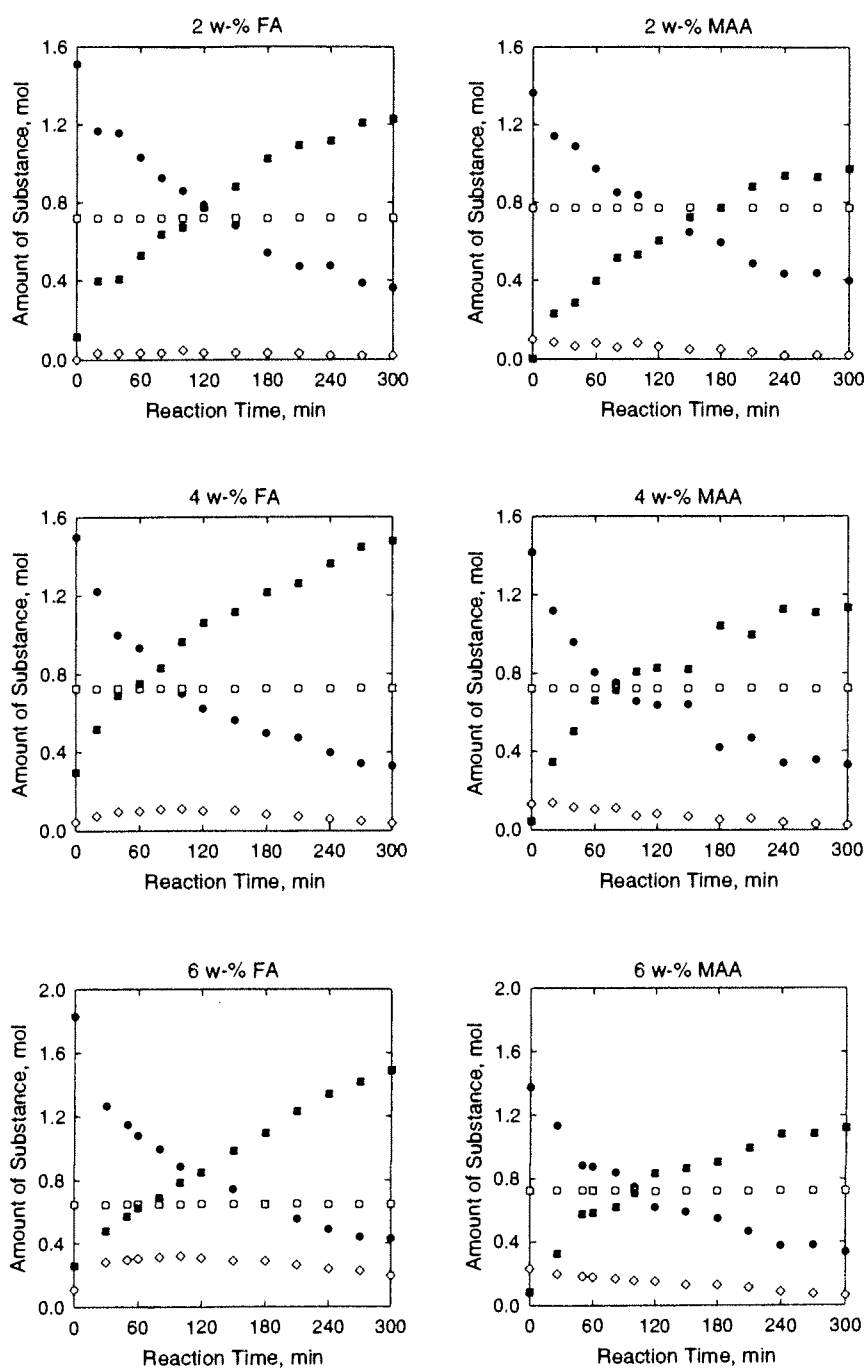 2 w-% FA
Amount of Substance, mol
1.6
1.2
0.8
0.4
0.0
0 60 120 180 240 300
Reaction Time, min
2 w-% MAA
Amount of Substance, mol
1.6
1.2
0.8
0.4
0.0
0 60 120 180 240 300
Reaction Time, min
4 w-% FA
Amount of Substance, mol
1.6
1.2
0.8
0.4
0.0
0 60 120 180 240 300
Reaction Time, min
4 w-% MAA
Amount of Substance, mol
1.6
1.2
0.8
0.4
0.0
0 60 120 180 240 300
Reaction Time, min
6 w-% FA
Amount of Substance, mol
2.0
1.6
1.2
0.8
0.4
0.0
0 60 120 180 240 300
Reaction Time, min
6 w-% MAA
Amount of Substance, mol
2.0
1.6
1.2
0.8
0.4
0.0
0 60 120 180 240 300
Reaction Time, min